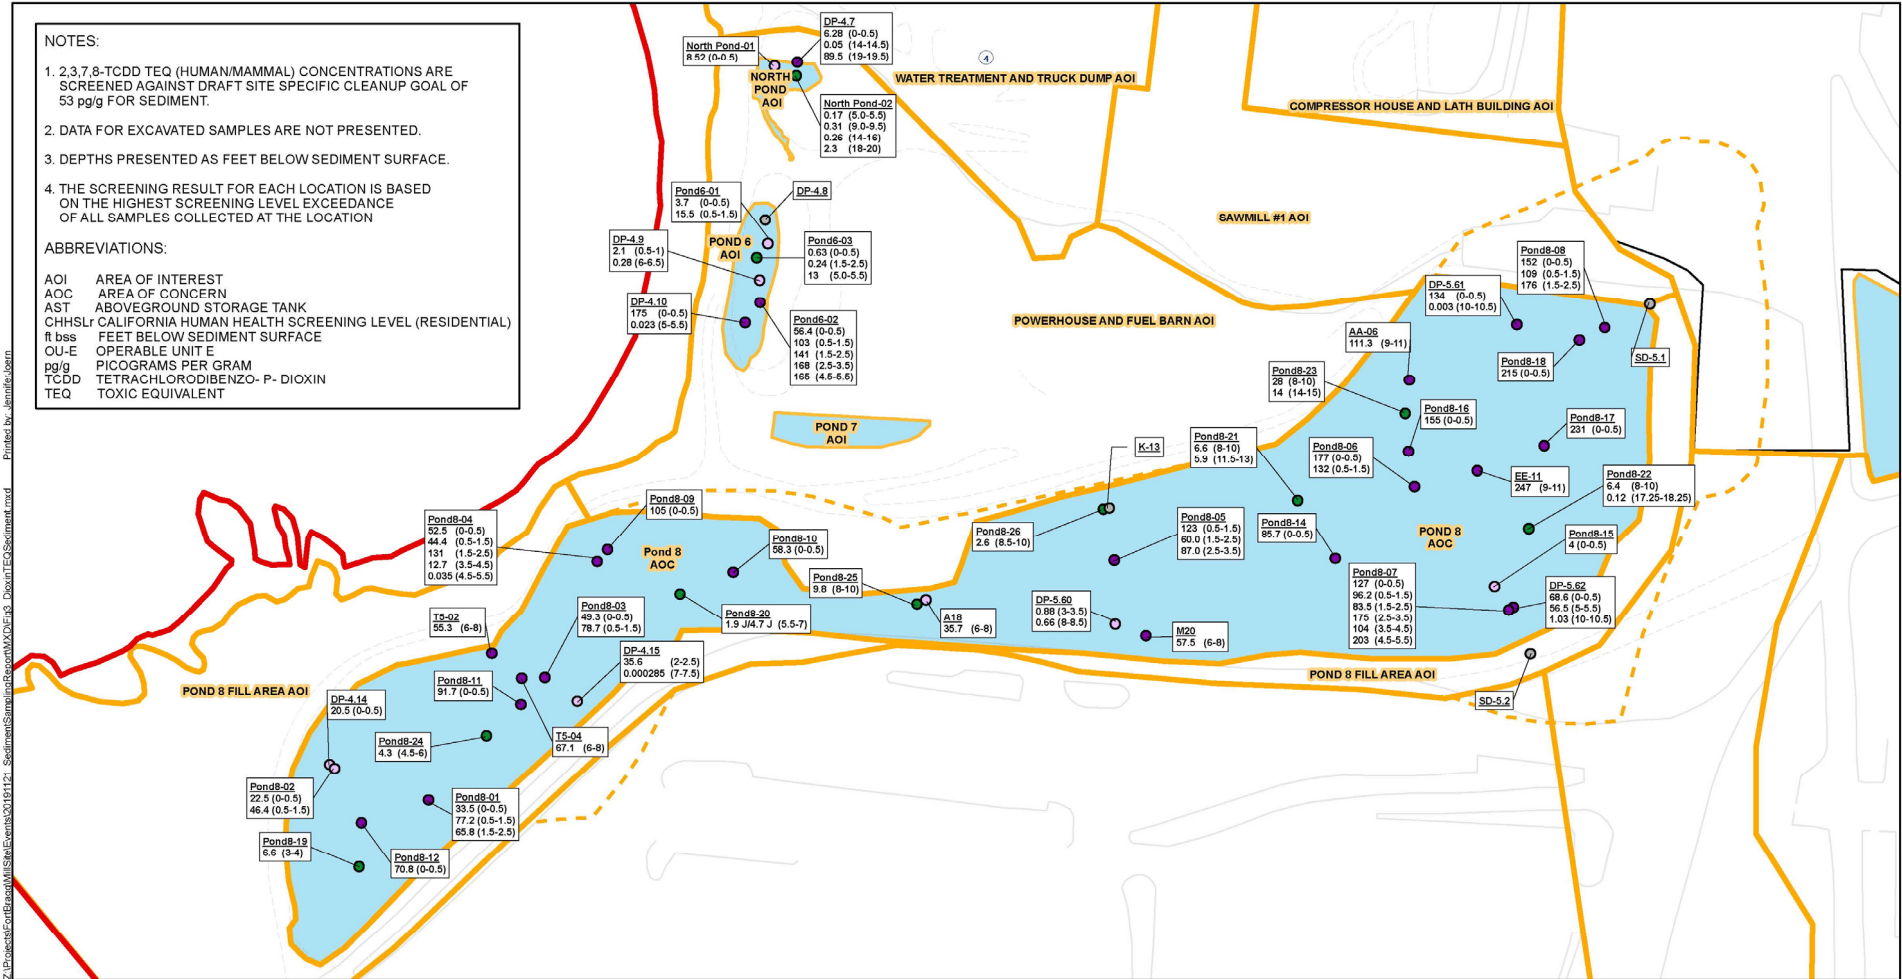 NOTES:
1. 2,3,7,8-TCDD TEQ (HUMAN/MAMMAL) CONCENTRATIONS ARE
SCREENED AGAINST DRAFT SITE SPECIFIC CLEANUP GOAL OF
53 pg/g FOR SEDIMENT.
2. DATA FOR EXCAVATED SAMPLES ARE NOT PRESENTED.
3. DEPTHS PRESENTED AS FEET BELOW SEDIMENT SURFACE.
4. THE SCREENING RESULT FOR EACH LOCATION IS BASED
ON THE HIGHEST SCREENING LEVEL EXCEEDANCE
OF ALL SAMPLES COLLECTED AT THE LOCATION
ABBREVIATIONS:
AOI AREA OF INTEREST
AOC AREA OF CONCERN
AST ABOVEGROUND STORAGE TANK
CHHSLr CALIFORNIA HUMAN HEALTH SCREENING LEVEL (RESIDENTIAL)
ft bss FEET BELOW SEDIMENT SURFACE
OU-E OPERABLE UNIT E
pg/g PICOGRAMS PER GRAM
TCDD TETRACHLORODIBENZO- P- DIOXIN
TEQ TOXIC EQUIVALENT
North Pond-01
8.52 (0-0.5)
DP-4.7
6.28 (0-0.5)
0.05 (14-14.5)
89.5 (19-19.5)
NORTH
POND
AOI
North Pond-02
0.17 (5.0-5.5)
0.31 (9.0-9.5)
0.26 (14-16)
2.3 (18-20)
4
WATER TREATMENT AND TRUCK DUMP AOI
COMPRESSOR HOUSE AND LATH BUILDING AOI
SAWMILL #1 AOI
POWERHOUSE AND FUEL BARN AOI
Pond6-01
3.7 (0-0.5)
15.5 (0.5-1.5)
DP-4.8
DP-4.9
2.1 (0.5-1)
0.28 (6-6.5)
POND 6
AOI
Pond6-03
0.63 (0-0.5)
0.24 (1.5-2.5)
13 (5.0-5.5)
DP-4.10
175 (0-0.5)
0.023 (5-5.5)
Pond6-02
56.4 (0-0.5)
103 (0.5-1.5)
141 (1.5-2.5)
168 (2.5-3.5)
165 (4.5-5.5)
POND 7
AOI
Pond8-08
152 (0-0.5)
109 (0.5-1.5)
176 (1.5-2.5)
DP-5.61
134 (0-0.5)
0.003 (10-10.5)
AA-06
111.3 (9-11)
Pond8-18
215 (0-0.5)
SD-5.1
Pond8-23
28 (8-10)
14 (14-15)
Pond8-16
155 (0-0.5)
Pond8-17
231 (0-0.5)
K-13
Pond8-21
6.6 (8-10)
5.9 (11.5-13)
Pond8-06
177 (0-0.5)
132 (0.5-1.5)
EE-11
247 (9-11)
Pond8-22
6.4 (8-10)
0.12 (17.25-18.25)
Pond8-09
105 (0-0.5)
Pond8-04
52.5 (0-0.5)
44.4 (0.5-1.5)
131 (1.5-2.5)
12.7 (3.5-4.5)
0.035 (4.5-5.5)
Pond 8
AOC
Pond8-10
58.3 (0-0.5)
Pond8-26
2.6 (8.5-10)
Pond8-05
123 (0.5-1.5)
60.0 (1.5-2.5)
87.0 (2.5-3.5)
Pond8-14
95.7 (0-0.5)
POND 8
AOC
Pond8-15
4 (0-0.5)
Pond8-25
9.8 (8-10)
A18
35.7 (6-8)
DP-5.60
0.88 (3-3.5)
0.66 (8-8.5)
M20
57.5 (6-8)
Pond8-07
127 (0-0.5)
96.2 (0.5-1.5)
83.5 (1.5-2.5)
175 (2.5-3.5)
104 (3.5-4.5)
203 (4.5-5.5)
DP-5.62
68.6 (0-0.5)
56.5 (5-5.5)
1.03 (10-10.5)
T5-02
55.3 (6-8)
Pond8-03
49.3 (0-0.5)
78.7 (0.5-1.5)
Pond8-20
1.9 J/4.7 J (5.5-7)
DP-4.15
35.6 (2-2.5)
0.000285 (7-7.5)
POND 8 FILL AREA AOI
POND 8 FILL AREA AOI
SD-5.2
Pond8-11
91.7 (0-0.5)
DP-4.14
20.5 (0-0.5)
Pond8-24
4.3 (4.5-6)
T5-04
67.1 (6-8)
Pond8-02
22.5 (0-0.5)
46.4 (0.5-1.5)
Pond8-01
33.5 (0-0.5)
77.2 (0.5-1.5)
65.8 (1.5-2.5)
Pond8-19
6.6 (3-4)
Pond8-12
70.8 (0-0.5)
Z:\Projects\FortBragg\MillSite\Events\20191121_SedimentSamplingReport\MXD\Fig3_DioxinTEQSediment.mxd Printed by: JenniferJoern